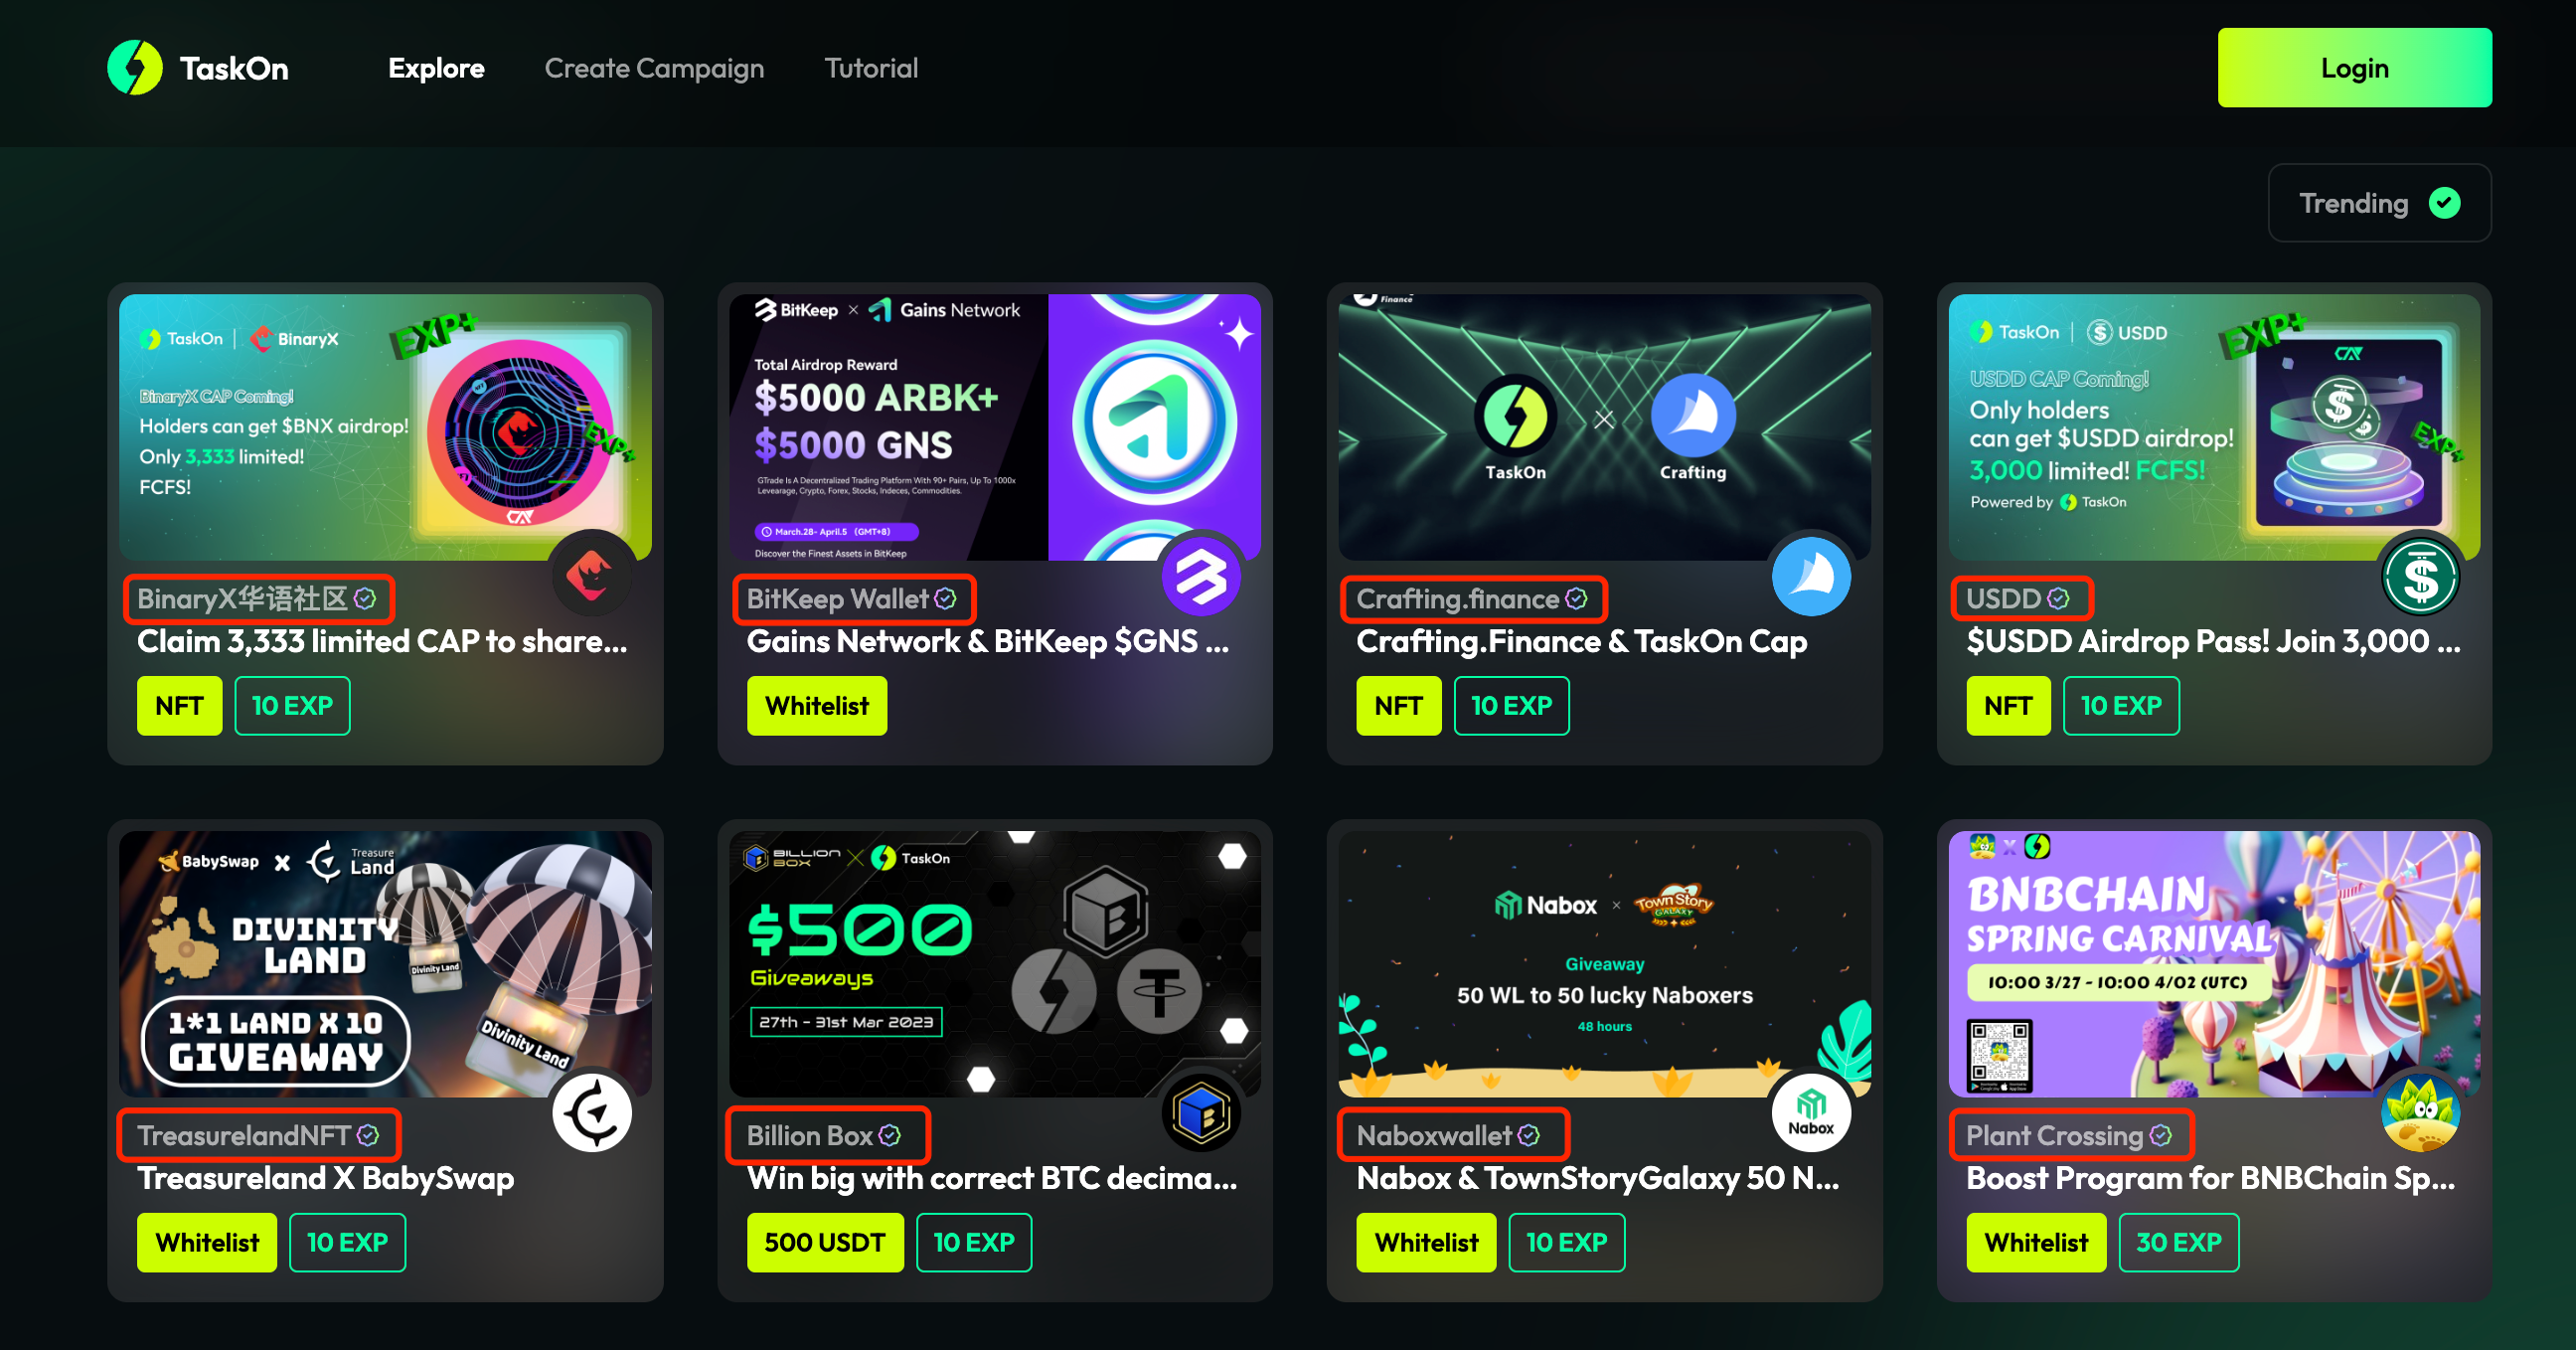 TaskOn
Explore
Create Campaign
Tutorial
Login
Trending
TaskOn | BinaryX
EXP+
BinaryX CAP Coming!
Holders can get $BNX airdrop!
Only 3,333 limited!
FCFS!
EXP+
BinaryX华语社区
Claim 3,333 limited CAP to share...
NFT
10 EXP
BitKeep × Gains Network
Total Airdrop Reward
$5000 ARBK+
$5000 GNS
GTrade Is A Decentralized Trading Platform With 90+ Pairs, Up To 1000x
Levearage, Crypto, Forex, Stocks, Indeces, Commodities.
March.28- April.5 (GMT+8)
Discover the Finest Assets in BitKeep
BitKeep Wallet
Gains Network & BitKeep $GNS ...
Whitelist
Finance
TaskOn
Crafting
Crafting.finance
Crafting.Finance & TaskOn Cap
NFT
10 EXP
TaskOn | USDD
EXP+
USDD CAP Coming!
Only holders
can get $USDD airdrop!
3,000 limited! FCFS!
Powered by TaskOn
EXP+
USDD
$USDD Airdrop Pass! Join 3,000 ...
NFT
10 EXP
BabySwap X Treasure Land
DIVINITY
LAND
1*1 LAND X 10
GIVEAWAY
Divinity Land
Divinity Land
TreasurelandNFT
Treasureland X BabySwap
Whitelist
10 EXP
BILLION BOX X TaskOn
$500
Giveaways
27th - 31st Mar 2023
Billion Box
Win big with correct BTC decima...
500 USDT
10 EXP
Nabox × Town Story GALAXY
Giveaway
50 WL to 50 lucky Naboxers
48 hours
Nabox
Naboxwallet
Nabox & TownStoryGalaxy 50 N...
Whitelist
10 EXP
X
BNBCHAIN
SPRING CARNIVAL
10:00 3/27 - 10:00 4/02 (UTC)
Plant Crossing
Boost Program for BNBChain Sp...
Whitelist
30 EXP